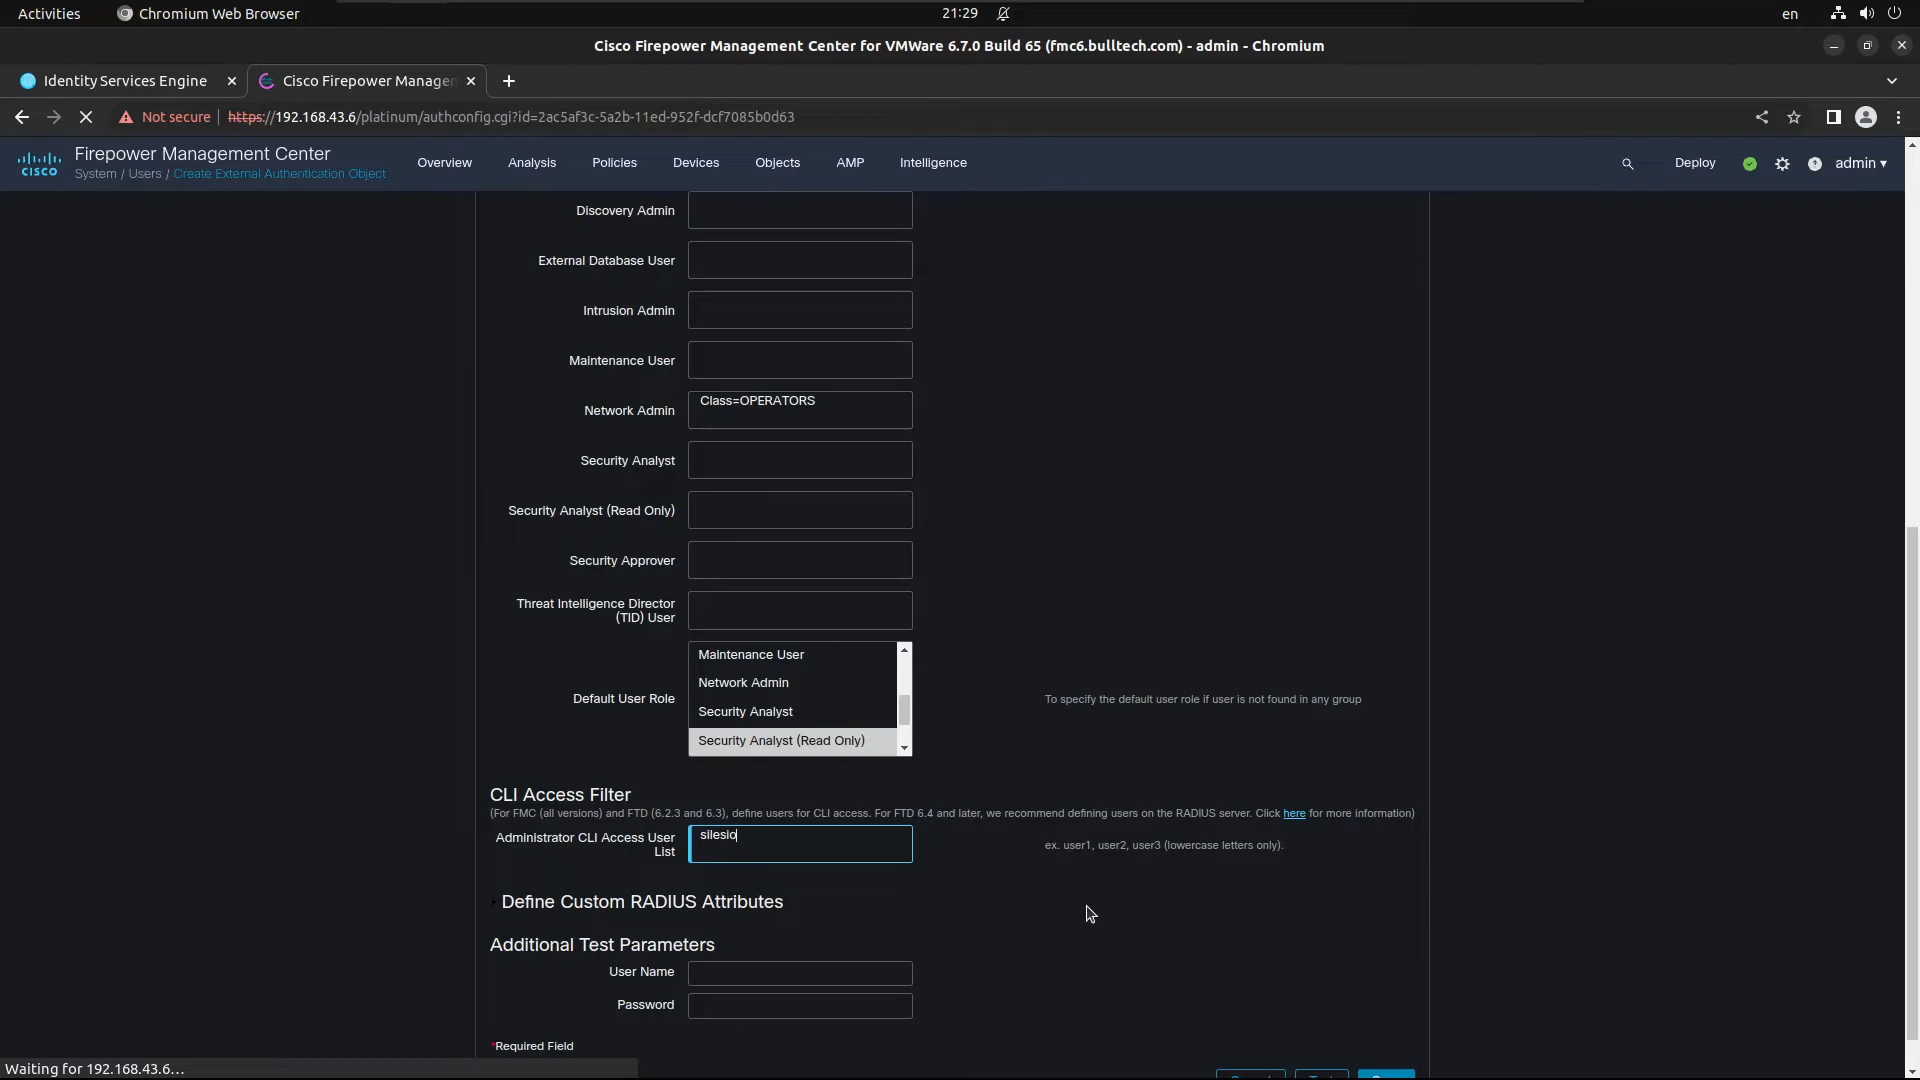 Activities
Chromium Web Browser
21:29
en
Cisco Firepower Management Center for VMWare 6.7.0 Build 65 (fmc6.bulltech.com) - admin - Chromium
Identity Services Engine
Cisco Firepower Manage
Not secure
https://192.168.43.6/platinum/authconfig.cgi?id=2ac5af3c-5a2b-11ed-952f-dcf7085b0d63
CISCO
Firepower Management Center
System / Users / Create External Authentication Object
Overview
Analysis
Policies
Devices
Objects
AMP
Intelligence
Deploy
admin
Discovery Admin
External Database User
Intrusion Admin
Maintenance User
Network Admin
Class=OPERATORS
Security Analyst
Security Analyst (Read Only)
Security Approver
Threat Intelligence Director
(TID) User
Default User Role
Maintenance User
Network Admin
Security Analyst
Security Analyst (Read Only)
To specify the default user role if user is not found in any group
CLI Access Filter
(For FMC (all versions) and FTD (6.2.3 and 6.3), define users for CLI access. For FTD 6.4 and later, we recommend defining users on the RADIUS server. Click here for more information)
Administrator CLI Access User
List
silesio
ex. user1, user2, user3 (lowercase letters only).
Define Custom RADIUS Attributes
Additional Test Parameters
User Name
Password
*Required Field
Waiting for 192.168.43.6…